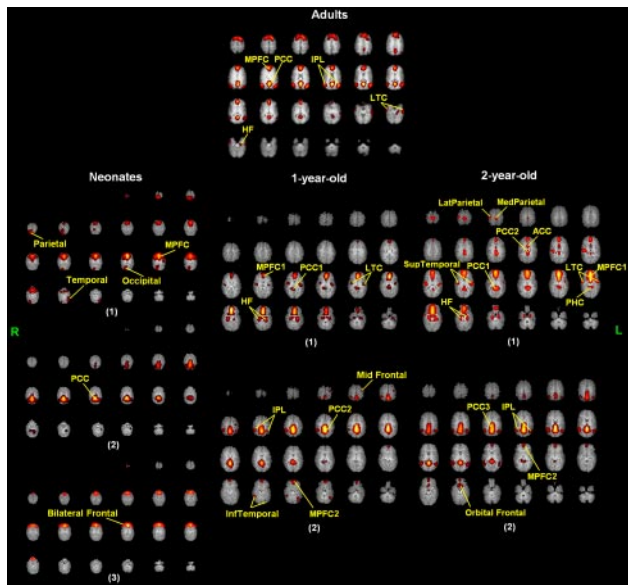 Adults
MPFC PCC IPL
LTC
HF
Neonates
Parietal
MPFC
Temporal Occipital
(1)
PCC
(2)
Bilateral Frontal
(3)
1-year-old
MPFC1 PCC1 LTC
HF
(1)
Mid Frontal
IPL PCC2
InfTemporal MPFC2
(2)
2-year-old
LatParietal MedParietal
PCC2 ACC
SupTemporal PCC1 LTC MPFC1
PHC
HF
(1)
PCC3 IPL
MPFC2
Orbital Frontal
(2)
R
L